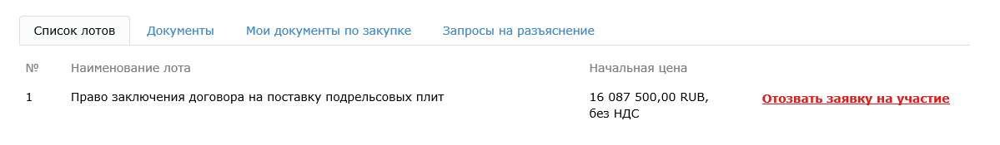 Список лотов Документы Мои документы по закупке Запросы на разъяснение
№ Наименование лота Начальная цена
1 Право заключения договора на поставку подрельсовых плит 16 087 500,00 RUB, Отозвать заявку на участие
без НДС